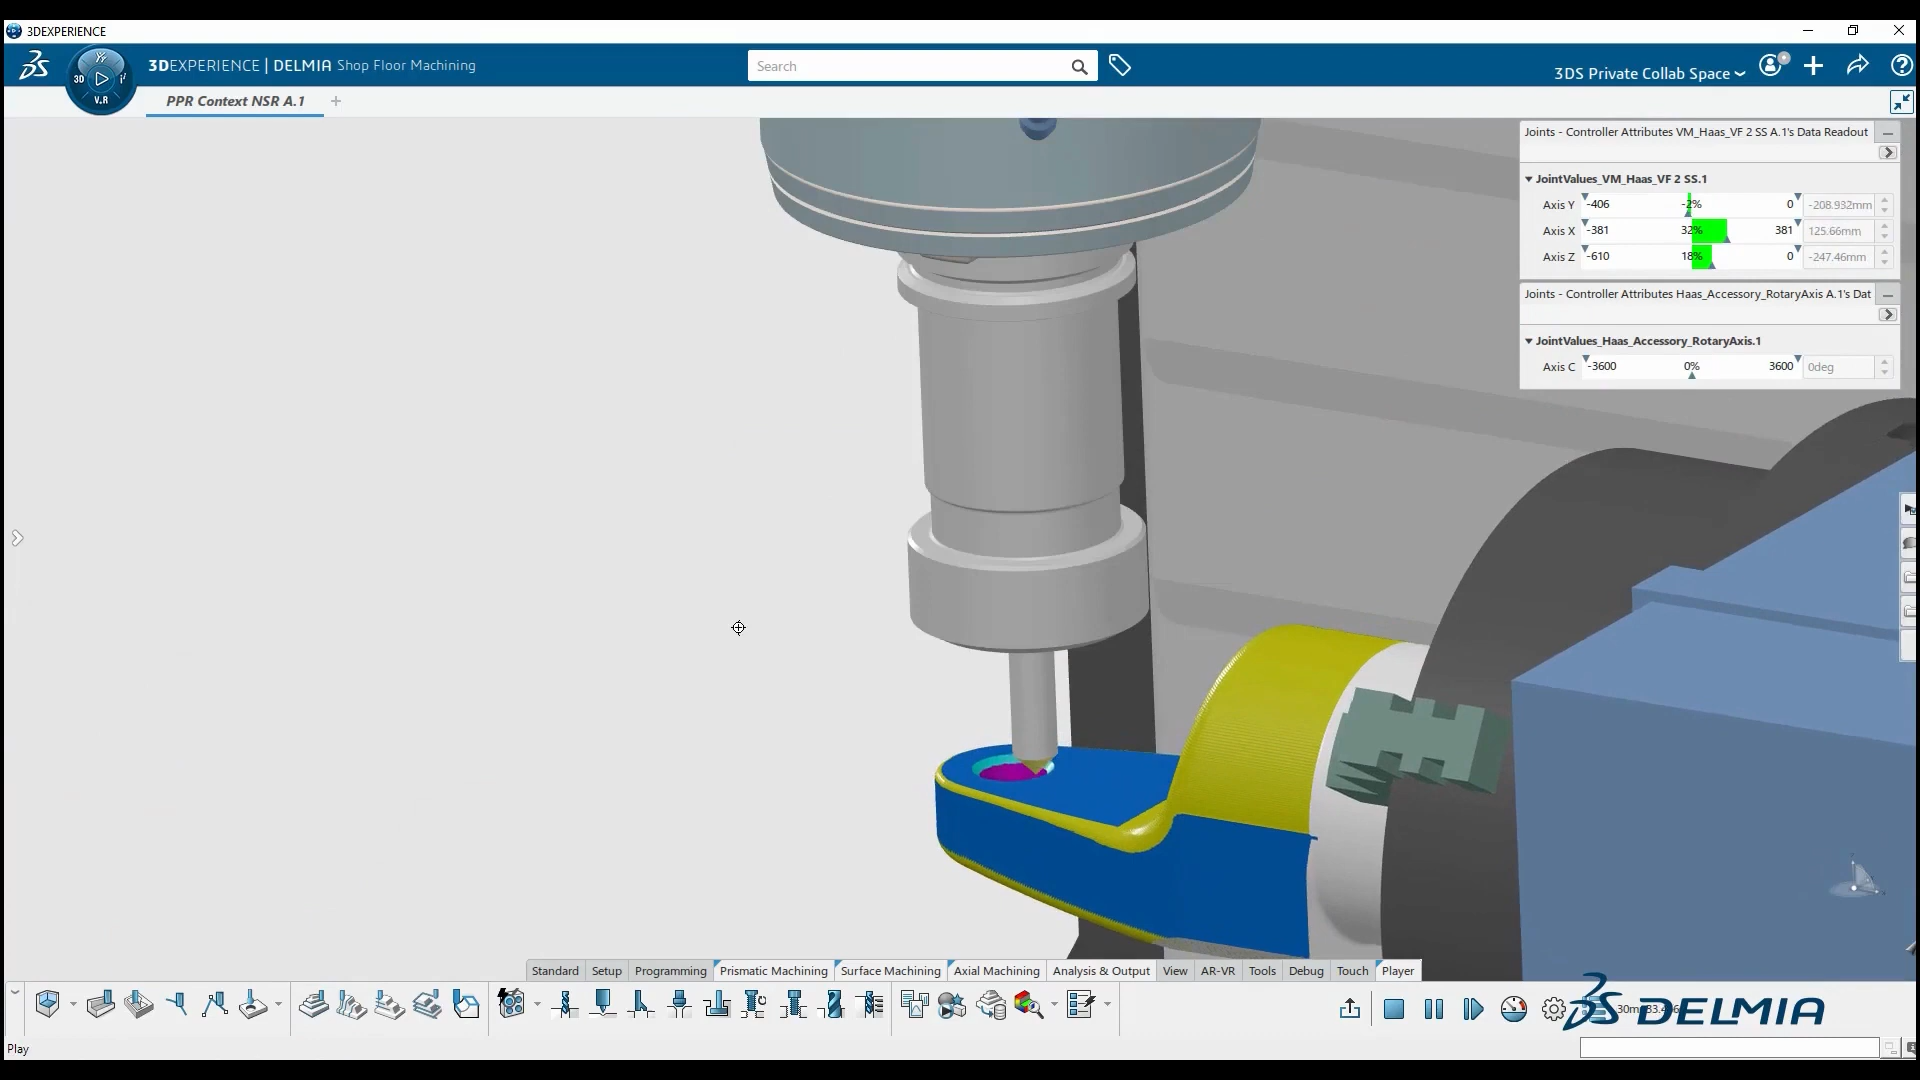 3DEXPERIENCE
3DEXPERIENCE | DELMIA Shop Floor Machining
Search
3DS Private Collab Space
3D
V.R
PPR Context NSR A.1
Joints - Controller Attributes VM_Haas_VF 2 SS A.1's Data Readout
JointValues_VM_Haas_VF 2 SS.1
Axis Y -406 -2% 0 -208.932mm
Axis X -381 32% 381 125.66mm
Axis Z -610 18% 0 -247.46mm
Joints - Controller Attributes Haas_Accessory_RotaryAxis A.1's Dat
JointValues_Haas_Accessory_RotaryAxis.1
Axis C -3600 0% 3600 0deg
Standard Setup Programming Prismatic Machining Surface Machining Axial Machining Analysis & Output View AR-VR Tools Debug Touch Player
DELMIA
Play